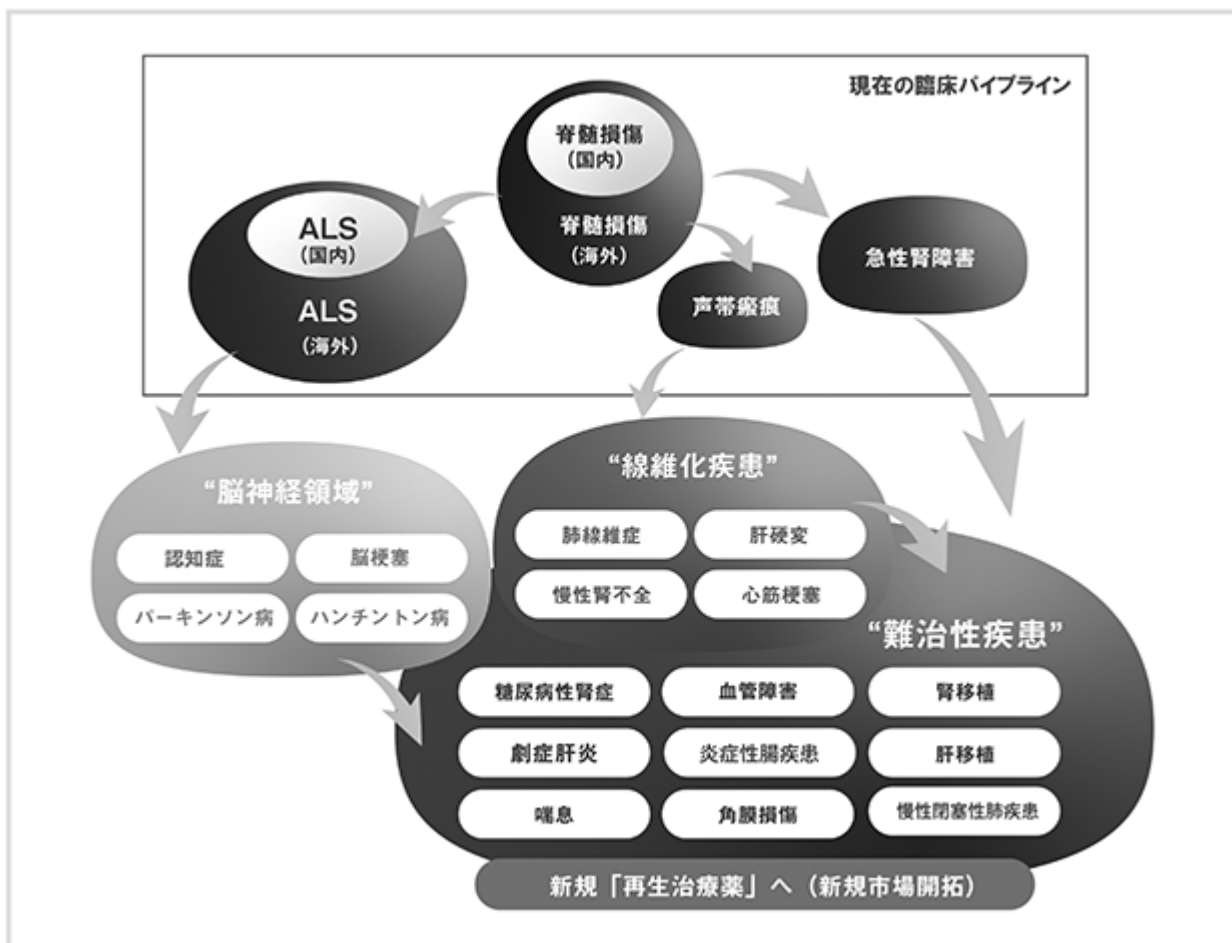 現在の臨床パイプライン
脊髄損傷
(国内)
脊髄損傷
(海外)
ALS
(国内)
ALS
(海外)
声帯瘢痕
急性腎障害
“脳神経領域”
認知症
脳梗塞
パーキンソン病
ハンチントン病
“線維化疾患”
肺線維症
肝硬変
慢性腎不全
心筋梗塞
“難治性疾患”
糖尿病性腎症
血管障害
腎移植
劇症肝炎
炎症性腸疾患
肝移植
喘息
角膜損傷
慢性閉塞性肺疾患
新規「再生治療薬」へ（新規市場開拓）